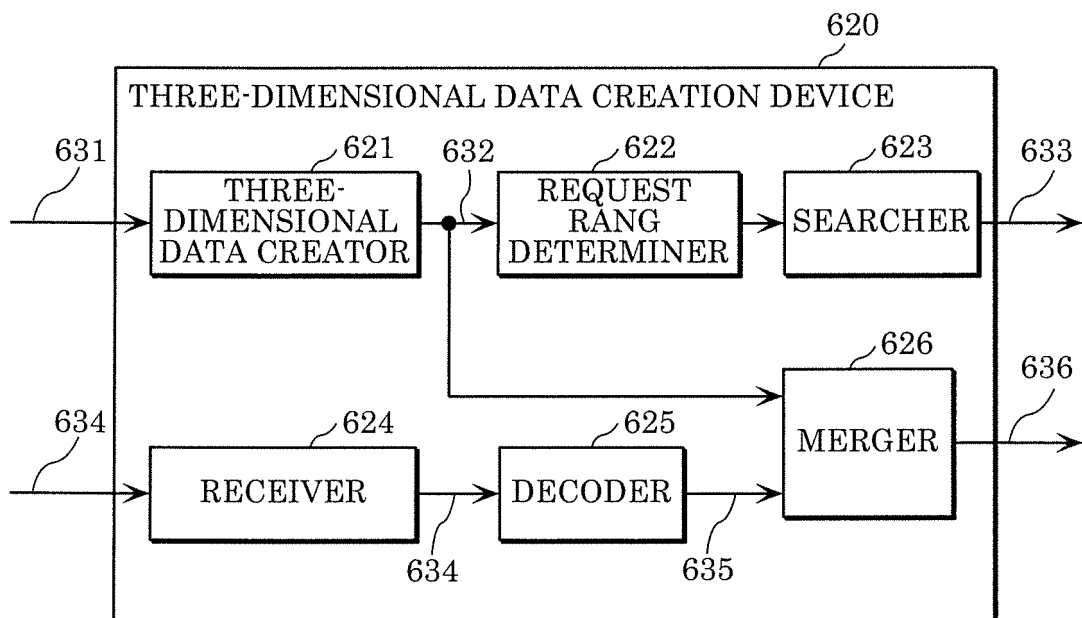 620
THREE-DIMENSIONAL DATA CREATION DEVICE
631
621
632
622
623
633
THREE-
DIMENSIONAL
DATA CREATOR
REQUEST
RANG
DETERMINER
SEARCHER
626
636
634
624
625
MERGER
RECEIVER
DECODER
634
635